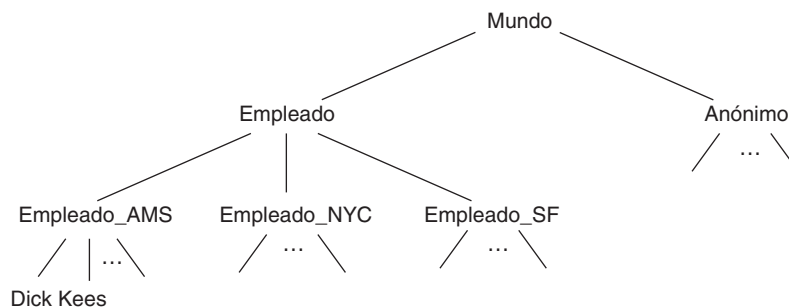 Mundo
Empleado Anónimo
...
Empleado_AMS Empleado_NYC Empleado_SF
... ... ...
Dick Kees